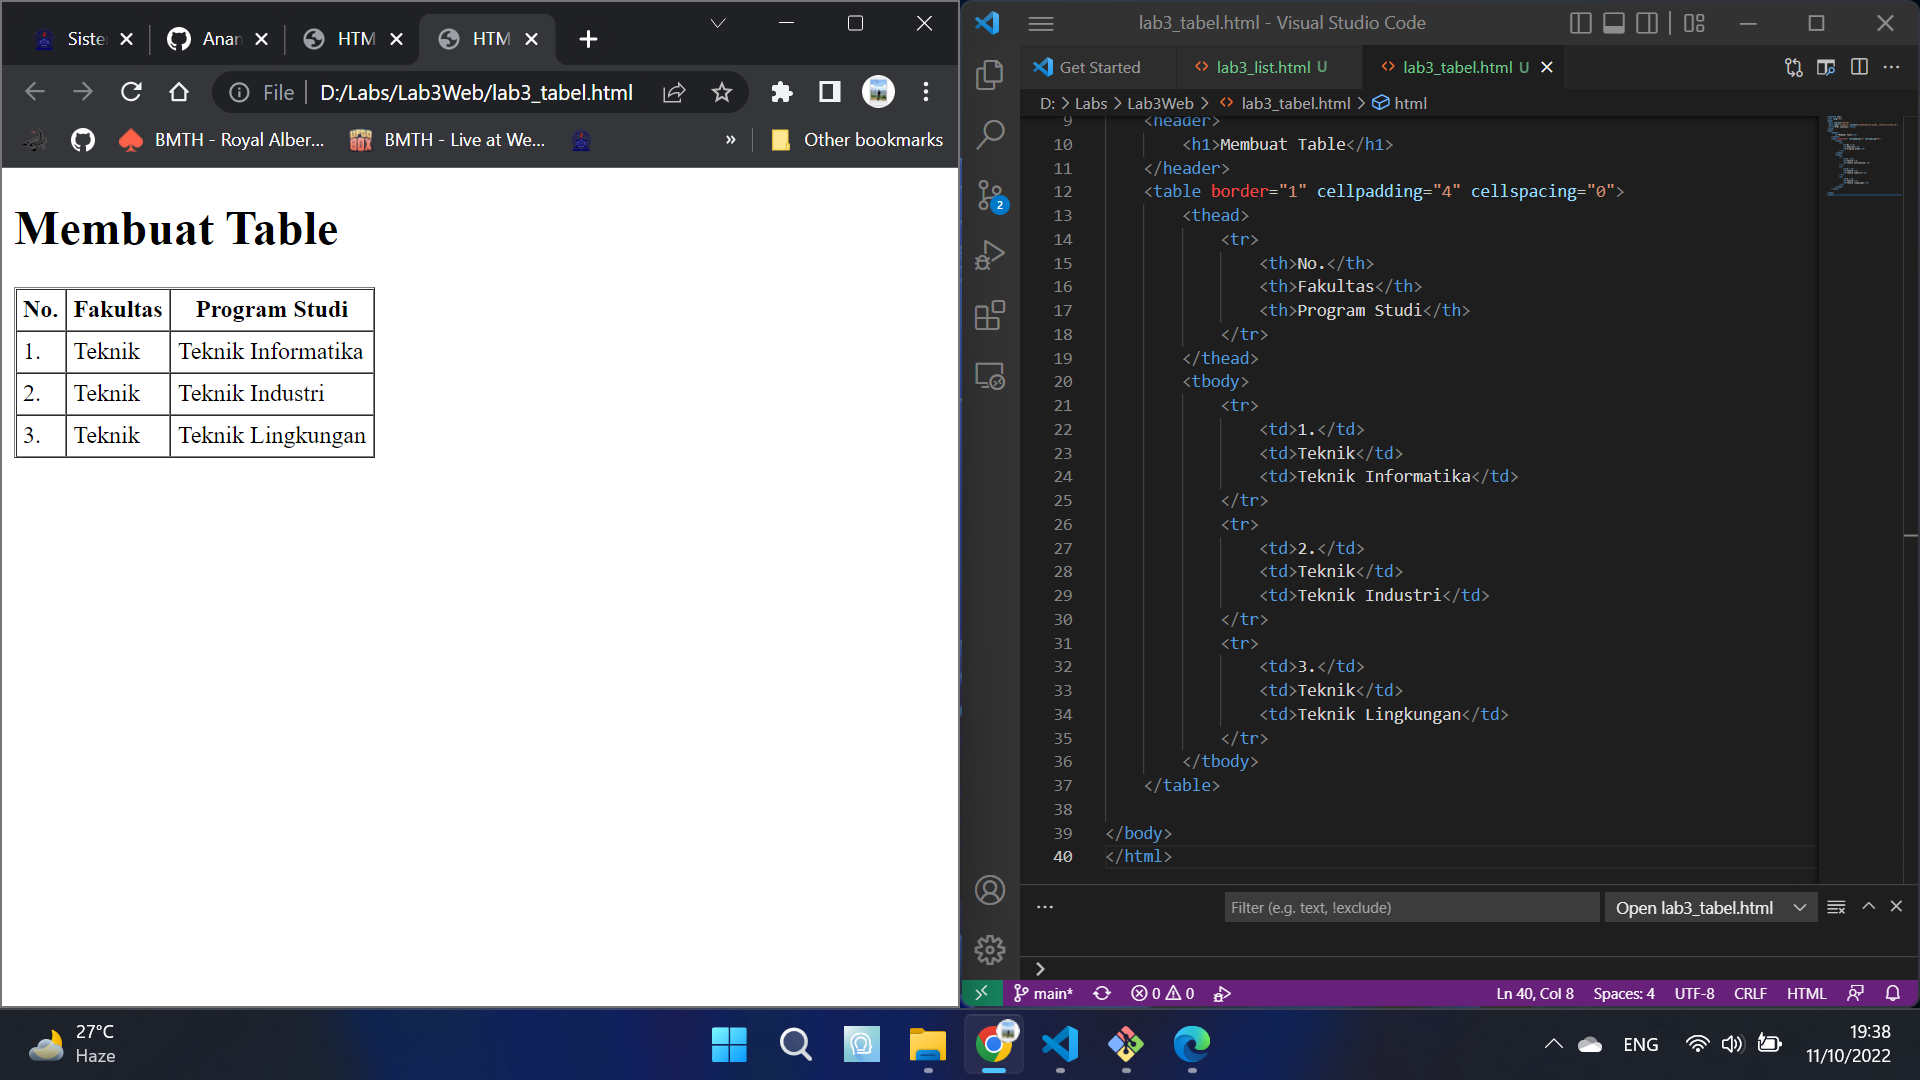 Siste
Anan
HTM
HTM
File
D:/Labs/Lab3Web/lab3_tabel.html
BMTH - Royal Alber...
BMTH - Live at We...
»
Other bookmarks
Membuat Table
No. Fakultas Program Studi
1. Teknik Teknik Informatika
2. Teknik Teknik Industri
3. Teknik Teknik Lingkungan
lab3_tabel.html - Visual Studio Code
Get Started
lab3_list.html U
lab3_tabel.html U
D: > Labs > Lab3Web > lab3_tabel.html > html
9 <header>
10 <h1>Membuat Table</h1>
11 </header>
12 <table border="1" cellpadding="4" cellspacing="0">
13 <thead>
14 <tr>
15 <th>No.</th>
16 <th>Fakultas</th>
17 <th>Program Studi</th>
18 </tr>
19 </thead>
20 <tbody>
21 <tr>
22 <td>1.</td>
23 <td>Teknik</td>
24 <td>Teknik Informatika</td>
25 </tr>
26 <tr>
27 <td>2.</td>
28 <td>Teknik</td>
29 <td>Teknik Industri</td>
30 </tr>
31 <tr>
32 <td>3.</td>
33 <td>Teknik</td>
34 <td>Teknik Lingkungan</td>
35 </tr>
36 </tbody>
37 </table>
38
39 </body>
40 </html>
2
Filter (e.g. text, !exclude)
Open lab3_tabel.html
main* 0 0
Ln 40, Col 8 Spaces: 4 UTF-8 CRLF HTML
27°C
Haze
ENG
19:38
11/10/2022